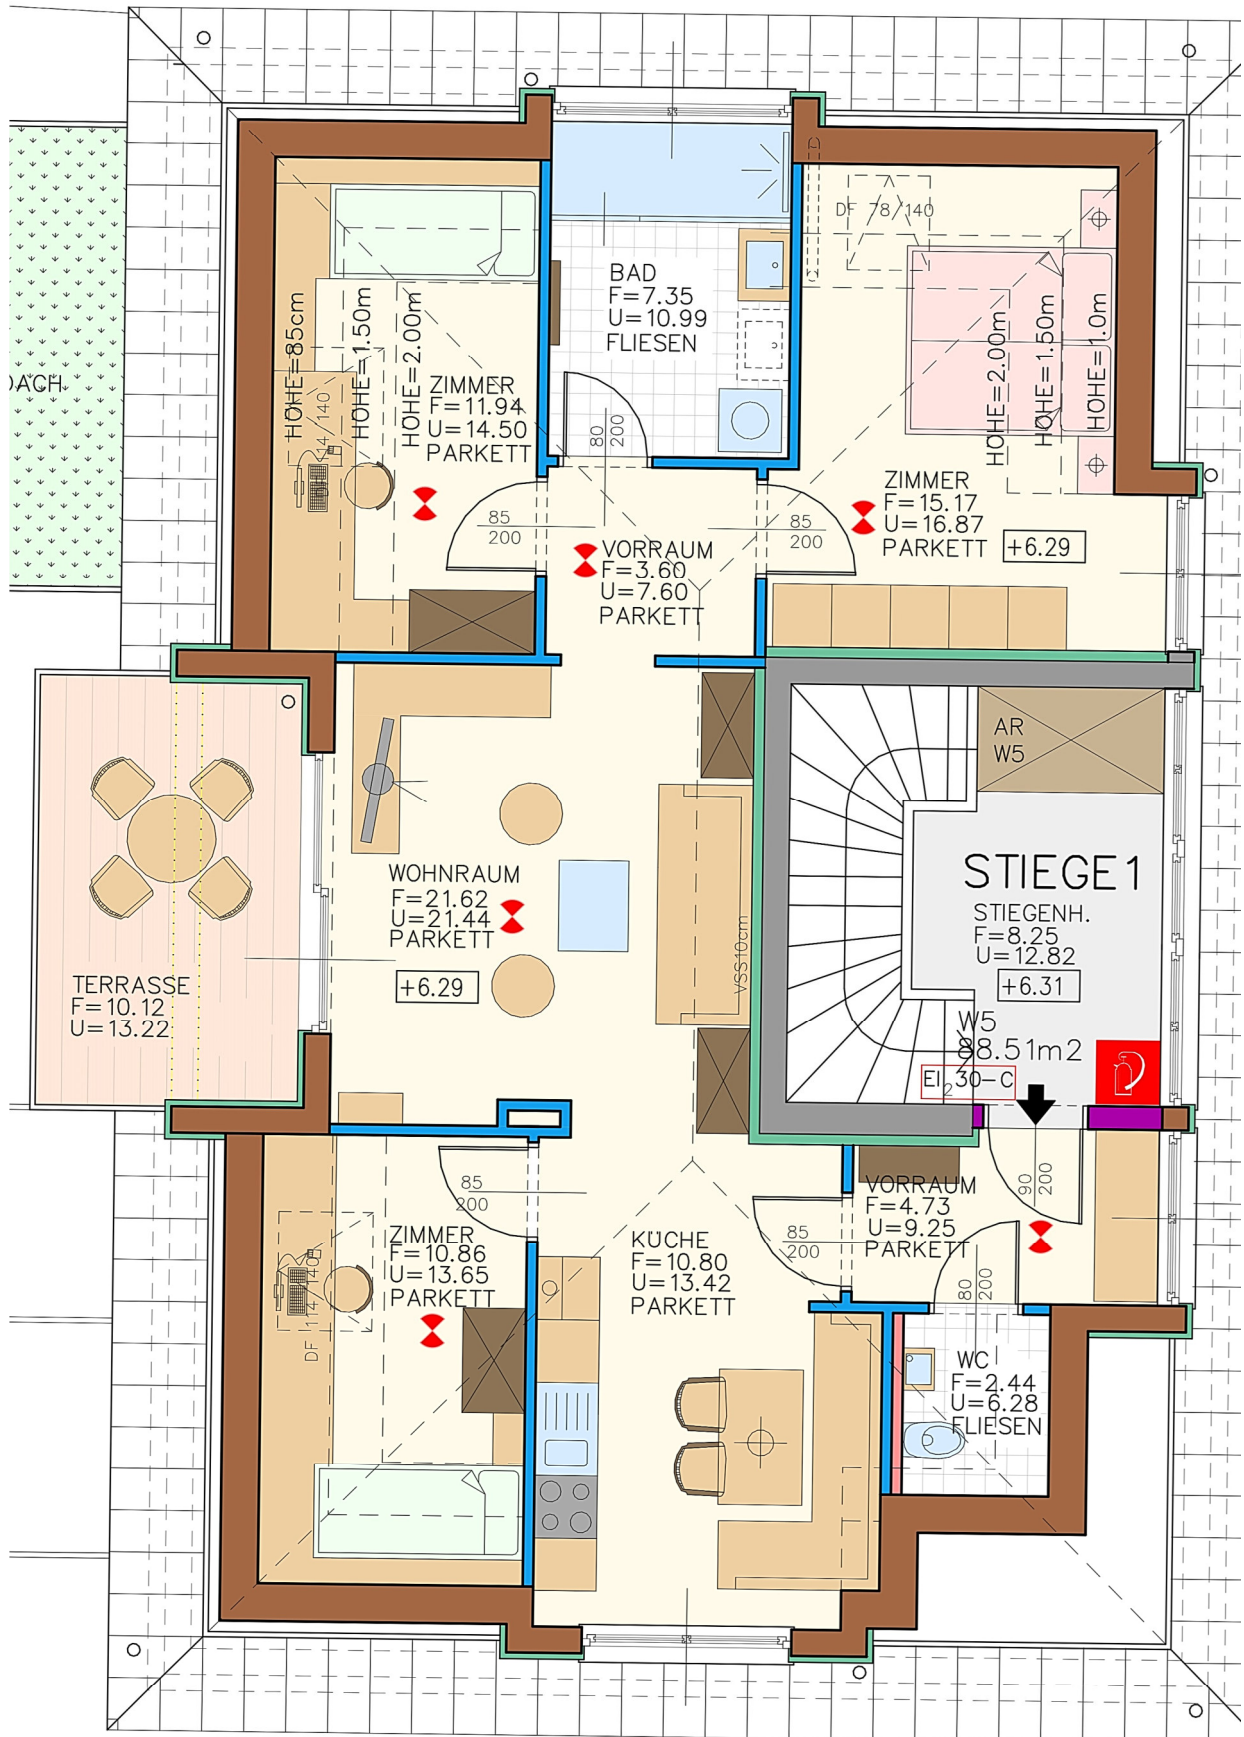 DF 78/140
BAD
F=7.35
U=10.99
FLIESEN
HÖHE=85cm
HÖHE=1.50m
HÖHE=2.00m
HÖHE=2.00m
HÖHE=1.50m
HÖHE=1.0m
DACH
ZIMMER
F=11.94
U=14.50
PARKETT
80
200
ZIMMER
F=15.17
U=16.87
PARKETT
+6.29
85
200
85
200
VORRAUM
F=3.60
U=7.60
PARKETT
AR
W5
STIEGE 1
STIEGENH.
F=8.25
U=12.82
+6.31
WOHNRAUM
F=21.62
U=21.44
PARKETT
+6.29
VSS10cm
TERRASSE
F=10.12
U=13.22
W5
88.51m2
EI₂30-C
90
200
85
200
VORRAUM
F=4.73
U=9.25
PARKETT
ZIMMER
F=10.86
U=13.65
PARKETT
DF 114/140
KÜCHE
F=10.80
U=13.42
PARKETT
85
200
80
200
WC
F=2.44
U=6.28
FLIESEN